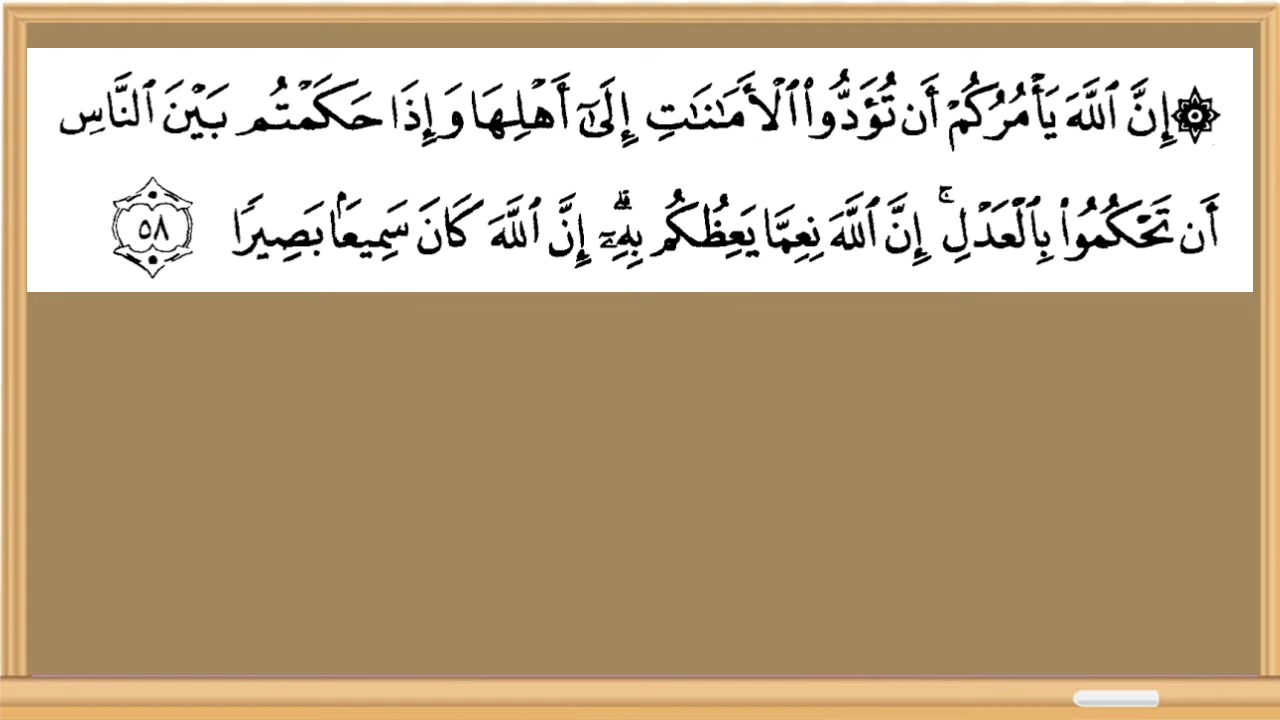 ۞ إِنَّ ٱللَّهَ يَأۡمُرُكُمۡ أَن تُؤَدُّواْ ٱلۡأَمَٰنَٰتِ إِلَىٰٓ أَهۡلِهَا وَإِذَا حَكَمۡتُم بَيۡنَ ٱلنَّاسِ
أَن تَحۡكُمُواْ بِٱلۡعَدۡلِۚ إِنَّ ٱللَّهَ نِعِمَّا يَعِظُكُم بِهِۦٓۗ إِنَّ ٱللَّهَ كَانَ سَمِيعَۢا بَصِيرٗا ٥٨